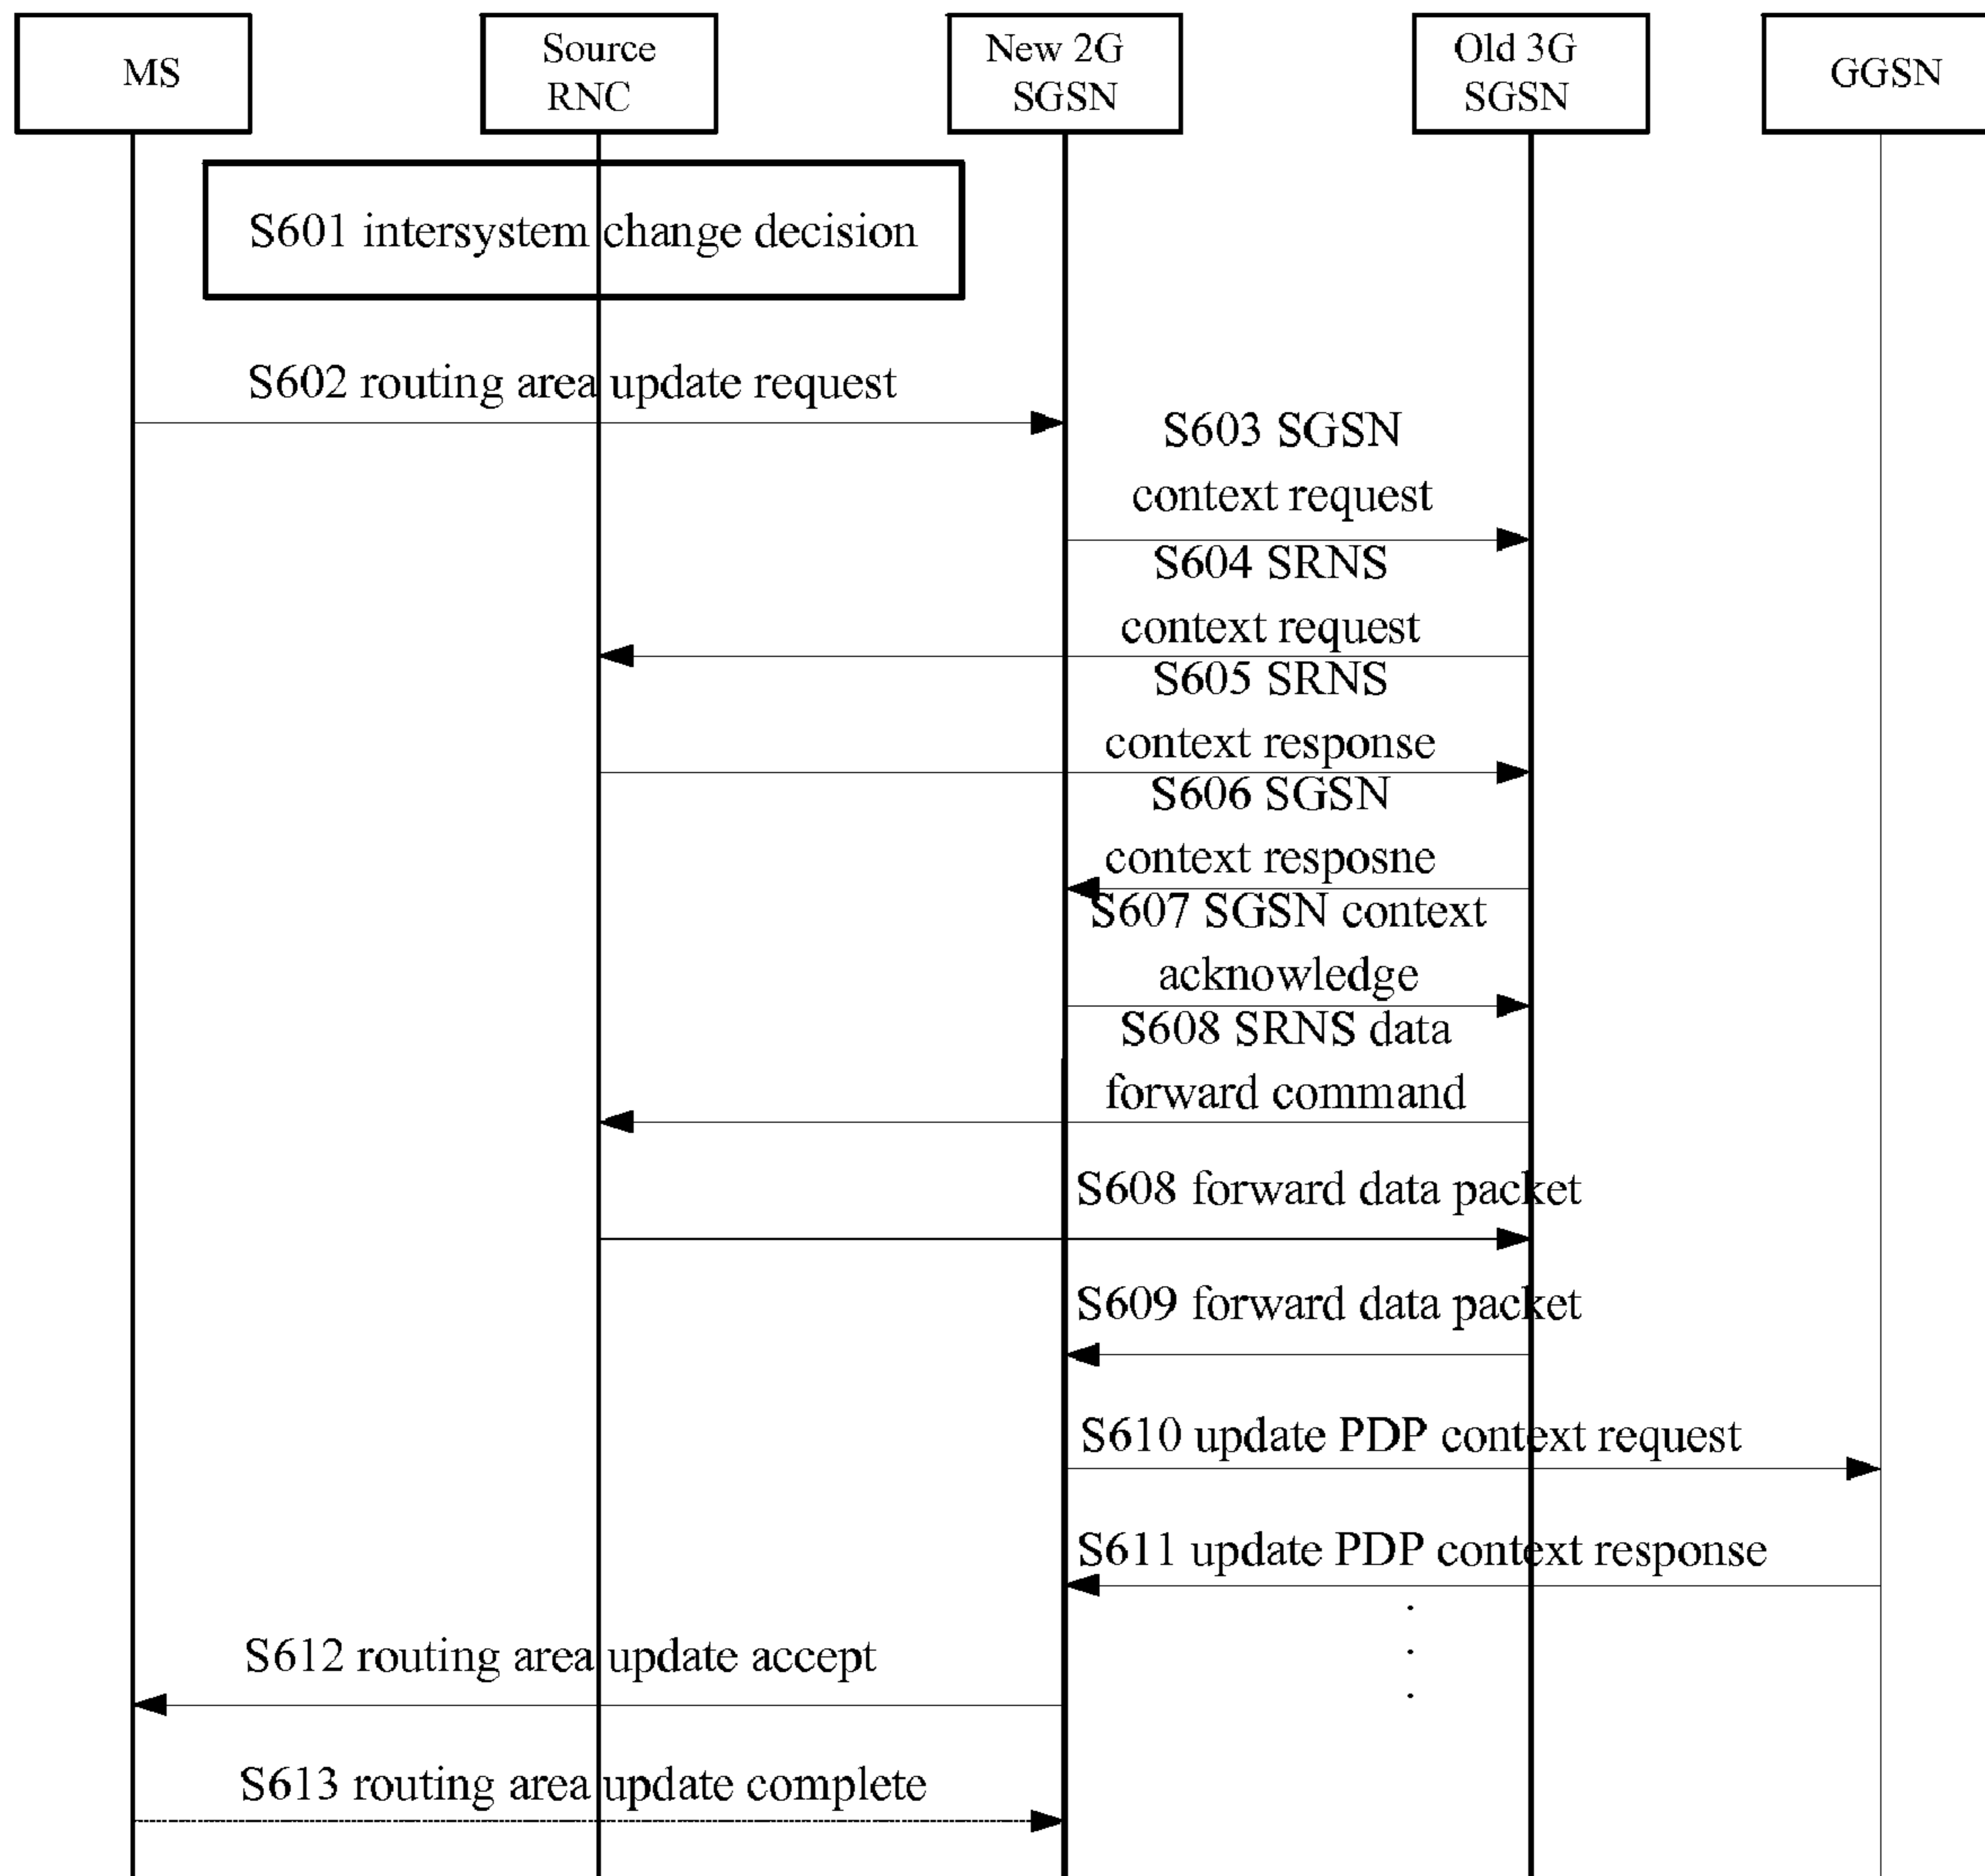 MS
Source
RNC
New 2G
SGSN
Old 3G
SGSN
GGSN
S601 intersystem change decision
S602 routing area update request
S603 SGSN
context request
S604 SRNS
context request
S605 SRNS
context response
S606 SGSN
context resposne
S607 SGSN context
acknowledge
S608 SRNS data
forward command
S608 forward data packet
S609 forward data packet
S610 update PDP context request
S611 update PDP context response
S612 routing area update accept
S613 routing area update complete